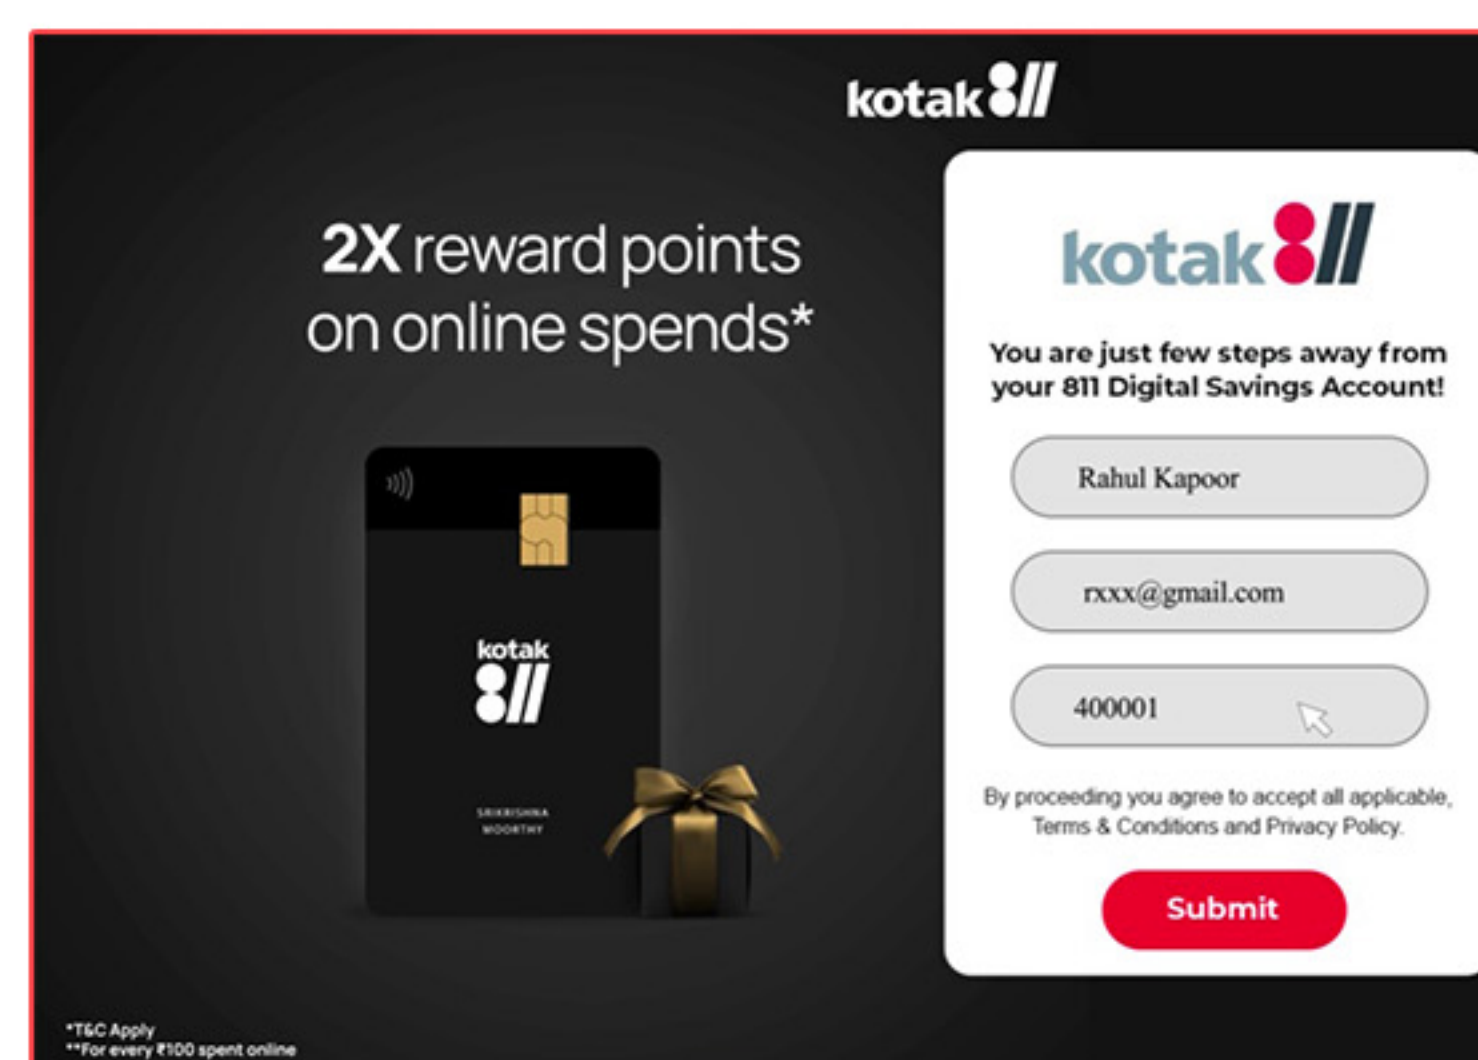 kotak 811
2X reward points
on online spends*
kotak
811
SRIKRISHNA
MOORTHY
*T&C Apply
**For every ₹100 spent online
kotak 811
You are just few steps away from
your 811 Digital Savings Account!
Rahul Kapoor
rxxx@gmail.com
400001
By proceeding you agree to accept all applicable,
Terms & Conditions and Privacy Policy.
Submit